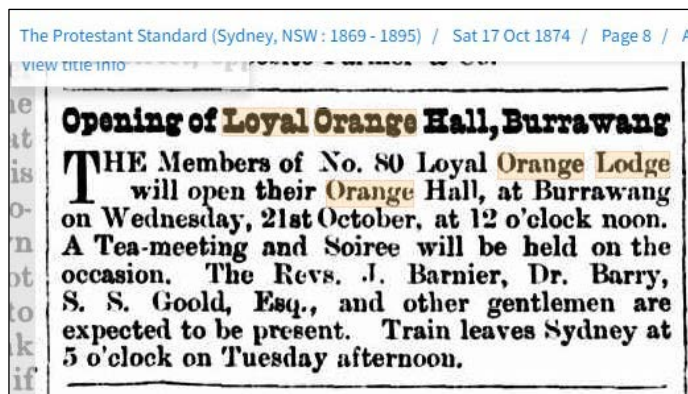 The Protestant Standard (Sydney, NSW : 1869 - 1895) / Sat 17 Oct 1874 / Page 8 /
View title info
Opening of Loyal Orange Hall, Burrawang
THE Members of No. 80 Loyal Orange Lodge
will open their Orange Hall, at Burrawang
on Wednesday, 21st October, at 12 o'clock noon.
A Tea-meeting and Soiree will be held on the
occasion. The Revs. J. Barnier, Dr. Barry,
S. S. Goold, Esq., and other gentlemen are
expected to be present. Train leaves Sydney at
5 o'clock on Tuesday afternoon.